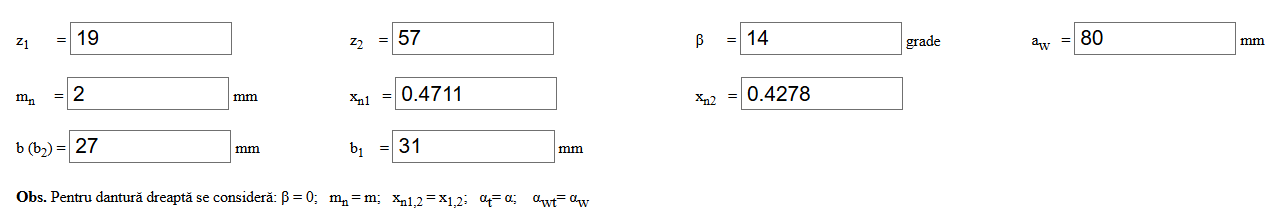 z1 = 19 z2 = 57 β = 14 grade aw = 80 mm
mn = 2 mm xn1 = 0.4711 xn2 = 0.4278
b (b2) = 27 mm b1 = 31 mm
Obs. Pentru dantură dreaptă se consideră: β = 0; mn = m; xn1,2 = x1,2; αt= α; αwt= αw